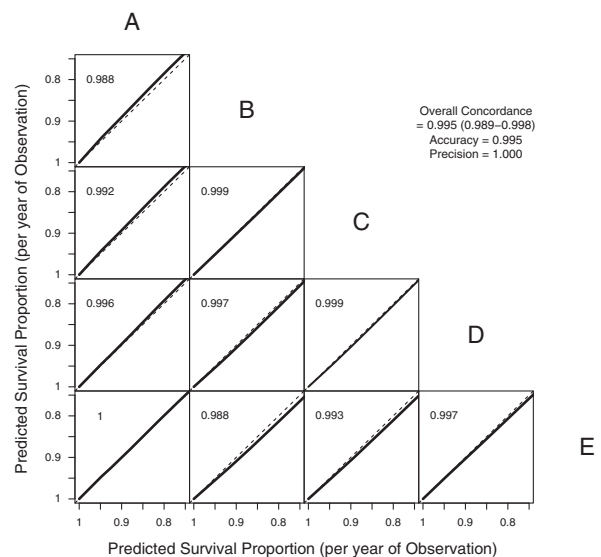 A
0.988
B
Overall Concordance
= 0.995 (0.989–0.998)
Accuracy = 0.995
Precision = 1.000
0.8
0.9
1
0.992
0.999
C
0.8
0.9
1
0.996
0.997
0.999
D
0.8
0.9
1
1
0.988
0.993
0.997
E
0.8
0.9
1
1 0.9 0.8 1 0.9 0.8 1 0.9 0.8 1 0.9 0.8
Predicted Survival Proportion (per year of Observation)
Predicted Survival Proportion (per year of Observation)